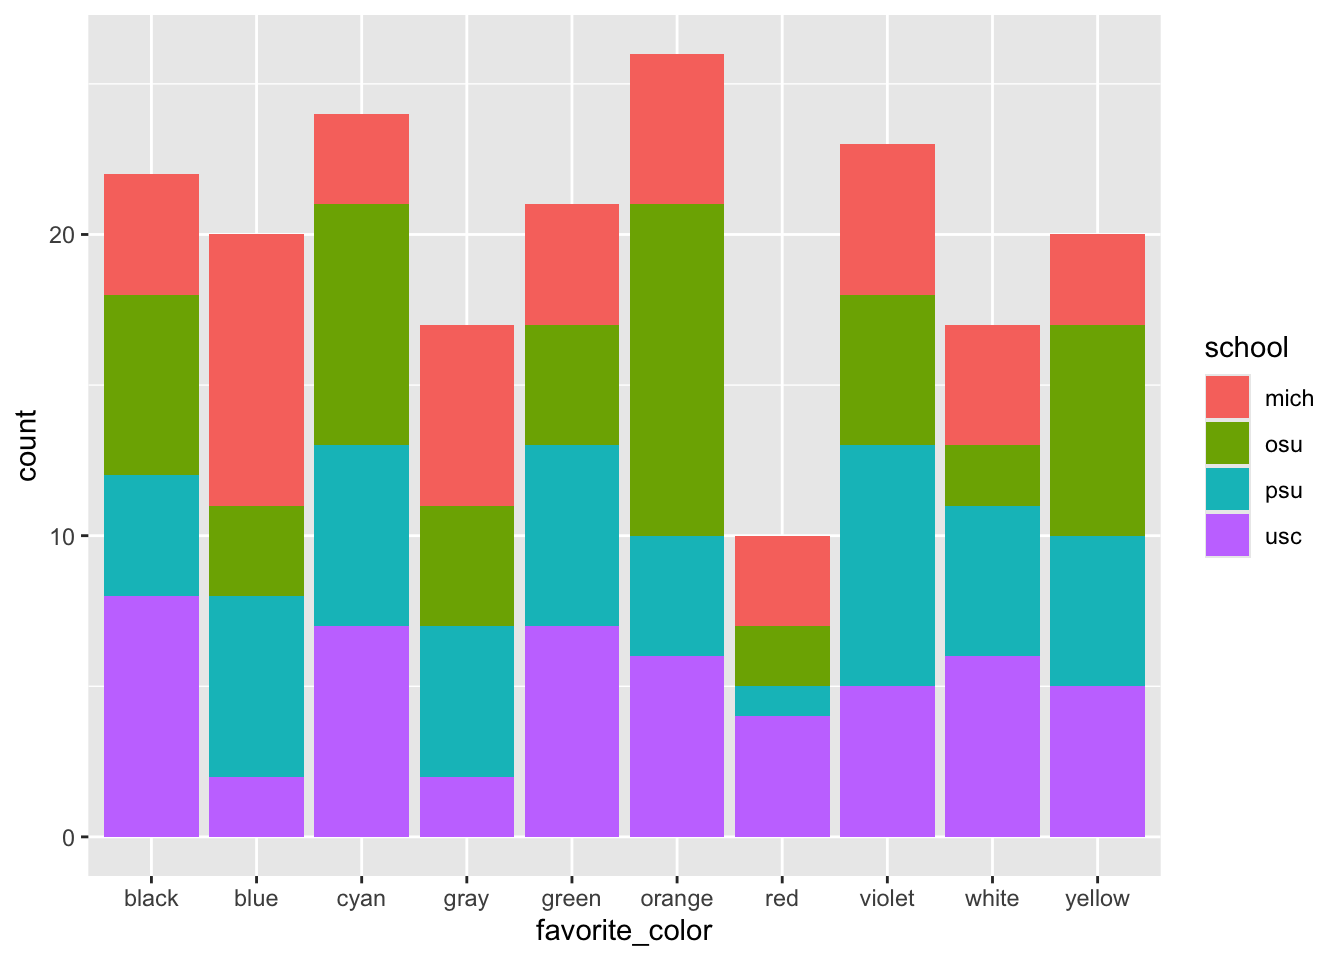 count
20
10
0
black blue cyan gray green orange red violet white yellow
favorite_color
school
mich
osu
psu
usc